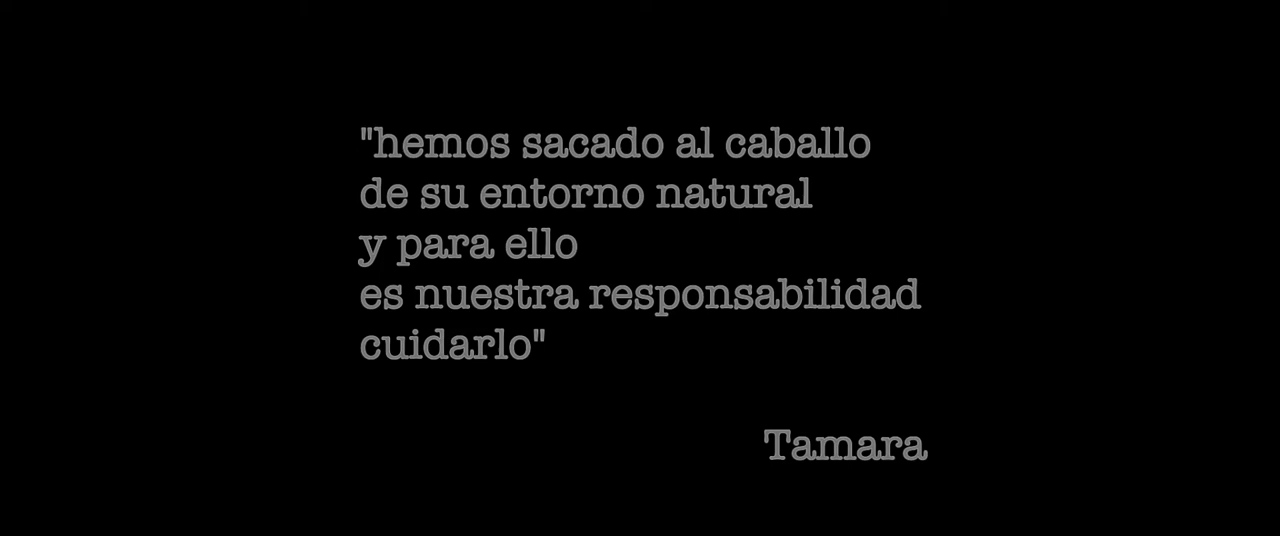 "hemos sacado al caballo
de su entorno natural
y para ello
es nuestra responsabilidad
cuidarlo"
Tamara